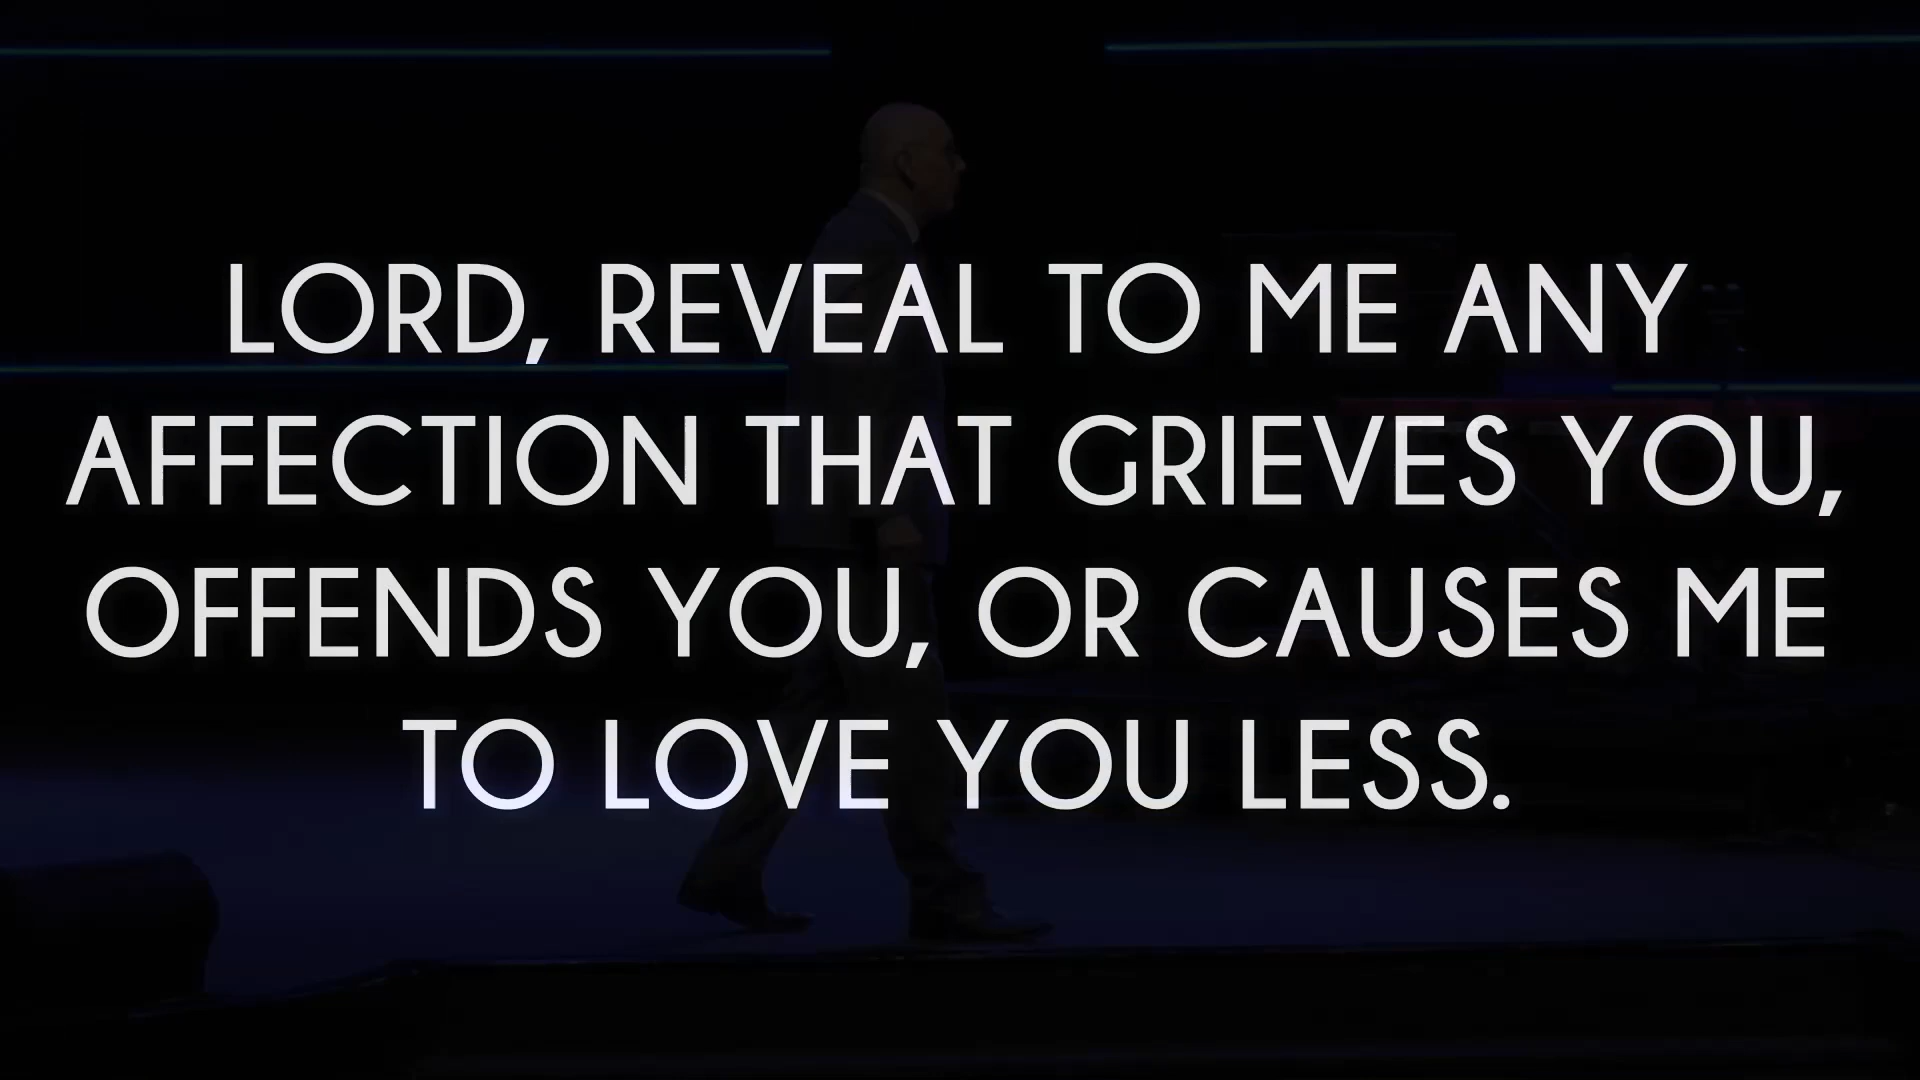 LORD, REVEAL TO ME ANY
AFFECTION THAT GRIEVES YOU,
OFFENDS YOU, OR CAUSES ME
TO LOVE YOU LESS.